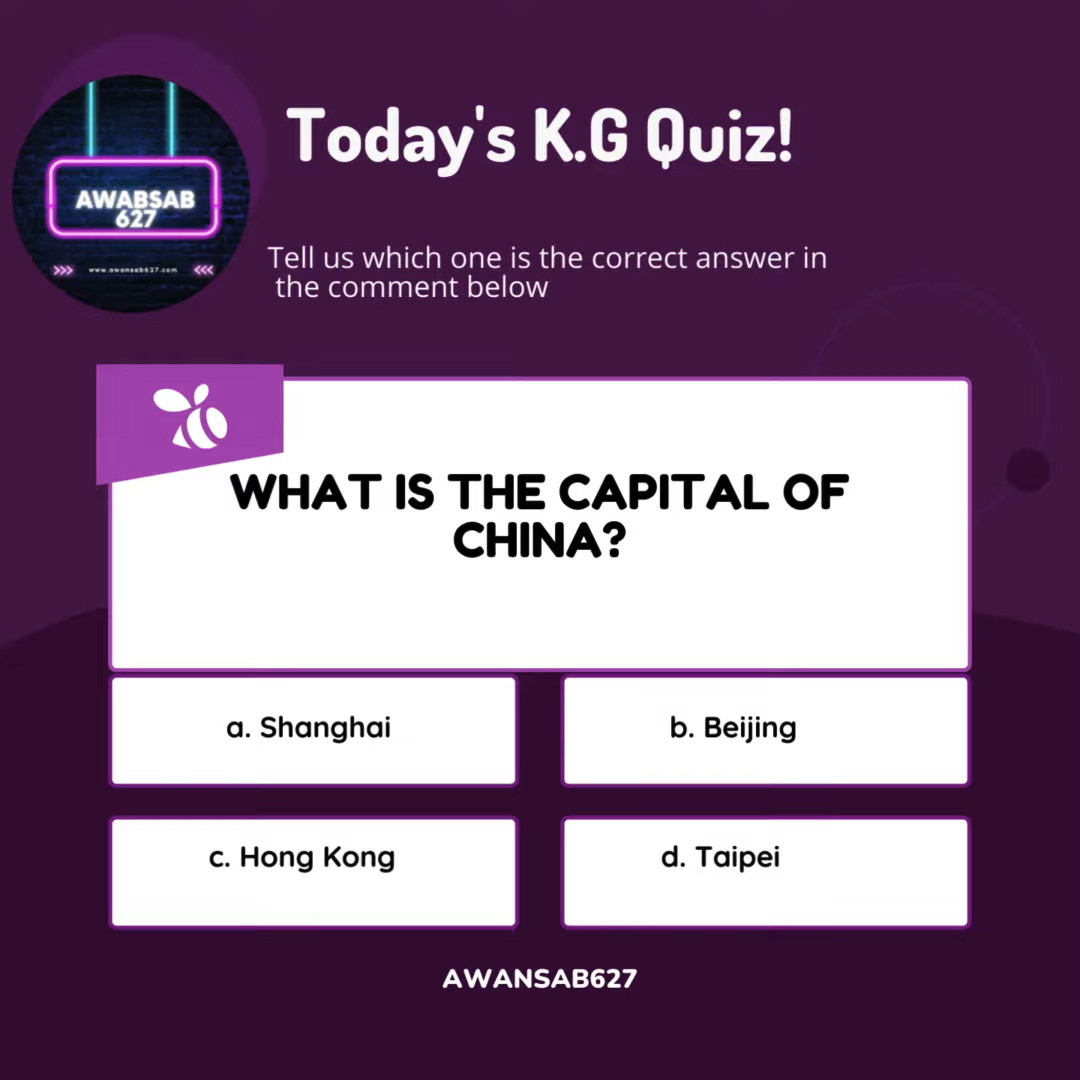 Today's K.G Quiz!
AWABSAB
627
>>> www.awansab627.com <<<
Tell us which one is the correct answer in
the comment below
WHAT IS THE CAPITAL OF
CHINA?
a. Shanghai
b. Beijing
c. Hong Kong
d. Taipei
AWANSAB627